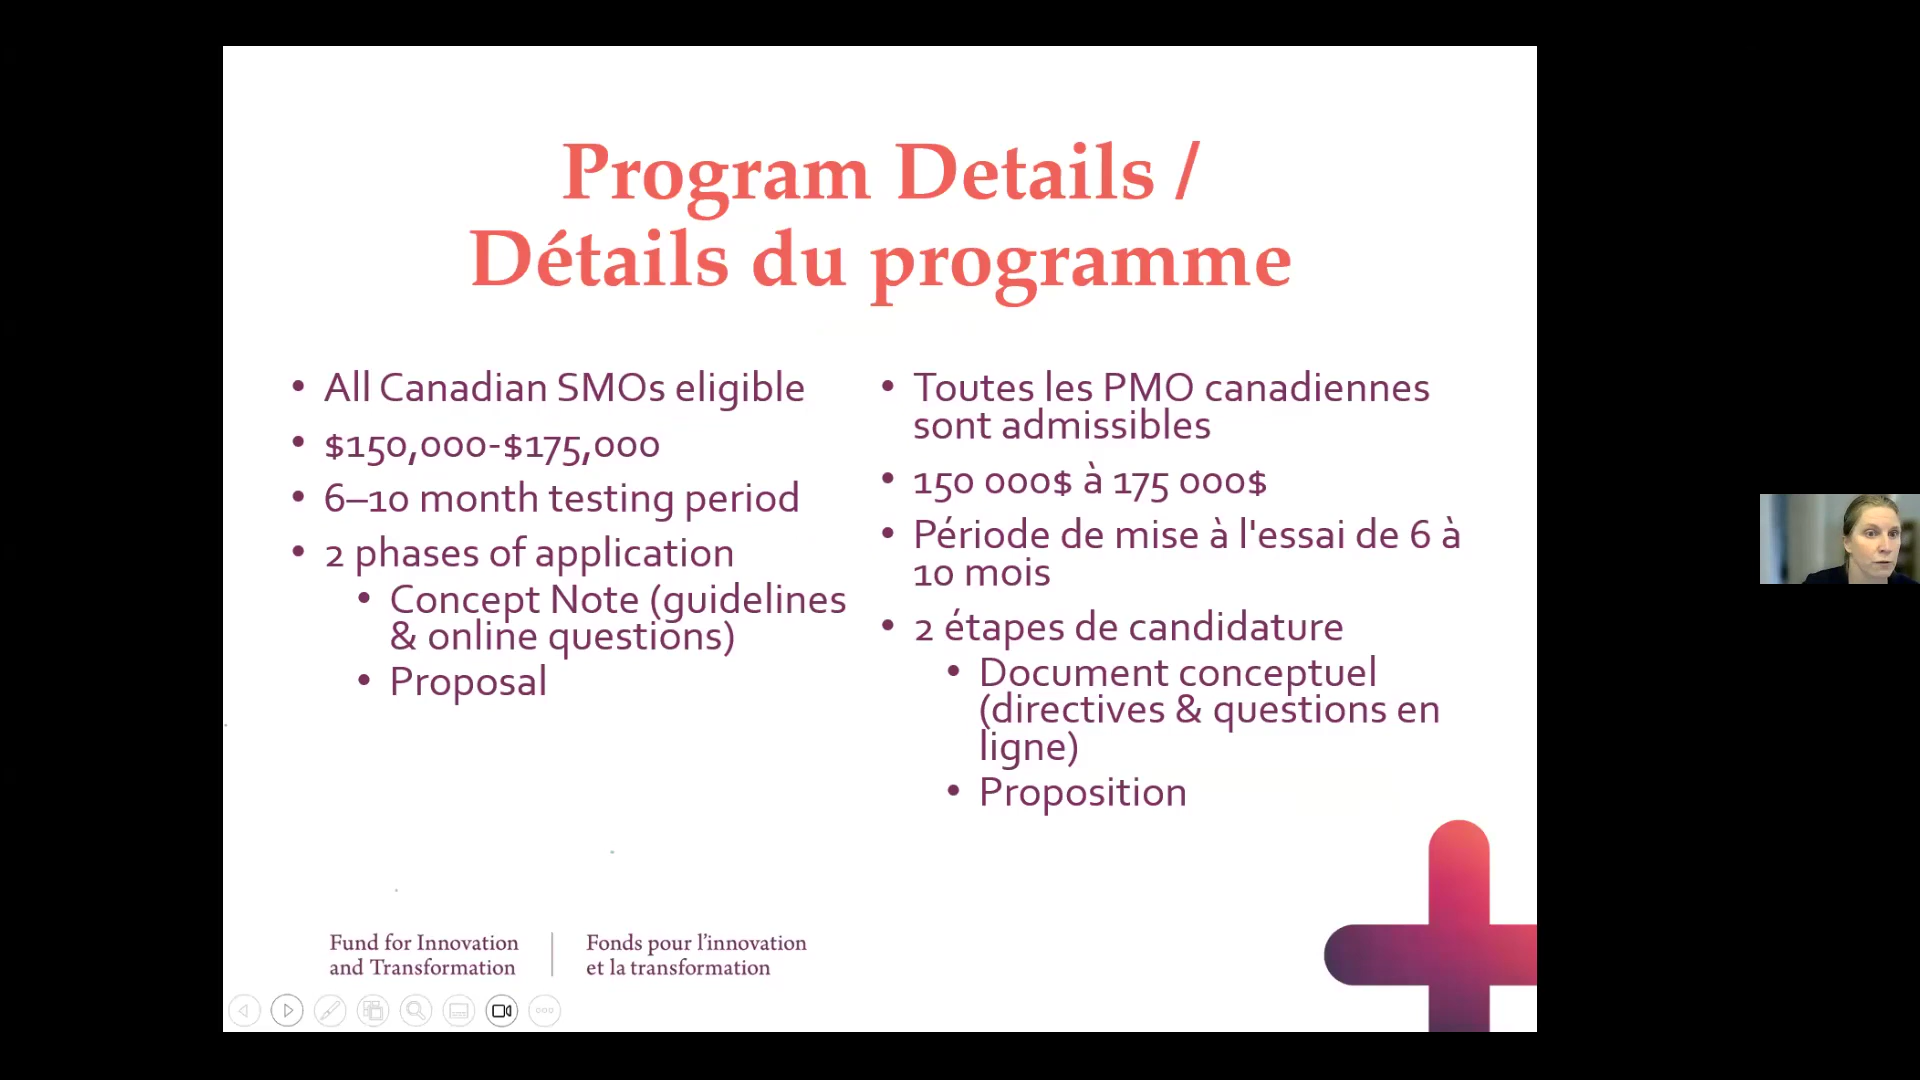 Program Details /
Détails du programme
• All Canadian SMOs eligible
• $150,000-$175,000
• 6–10 month testing period
• 2 phases of application
• Concept Note (guidelines
& online questions)
• Proposal
• Toutes les PMO canadiennes
sont admissibles
• 150 000$ à 175 000$
• Période de mise à l'essai de 6 à
10 mois
• 2 étapes de candidature
• Document conceptuel
(directives & questions en
ligne)
• Proposition
Fund for Innovation
and Transformation
Fonds pour l’innovation
et la transformation